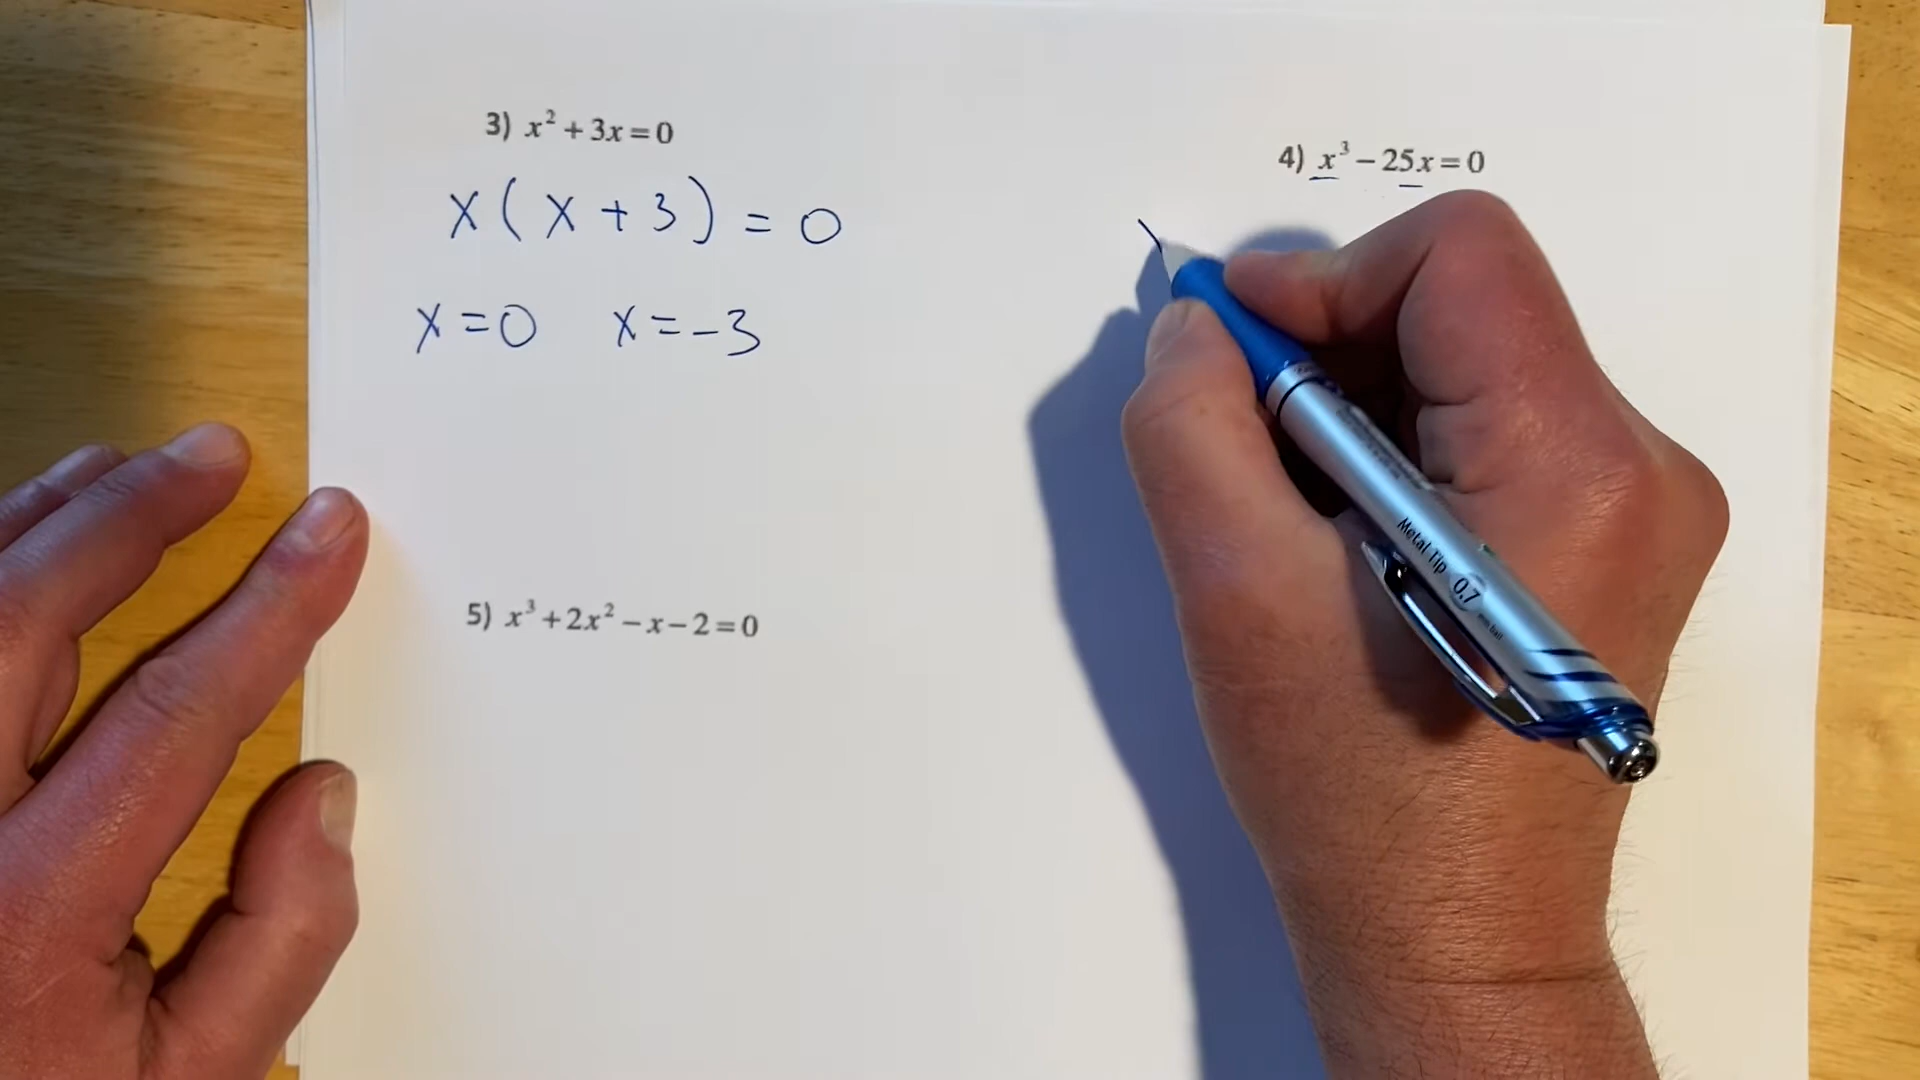 3) x² + 3x = 0
x(x + 3) = 0
x = 0 x = -3
4) x³ - 25x = 0
5) x³ + 2x² - x - 2 = 0
Metal Tip 0.7